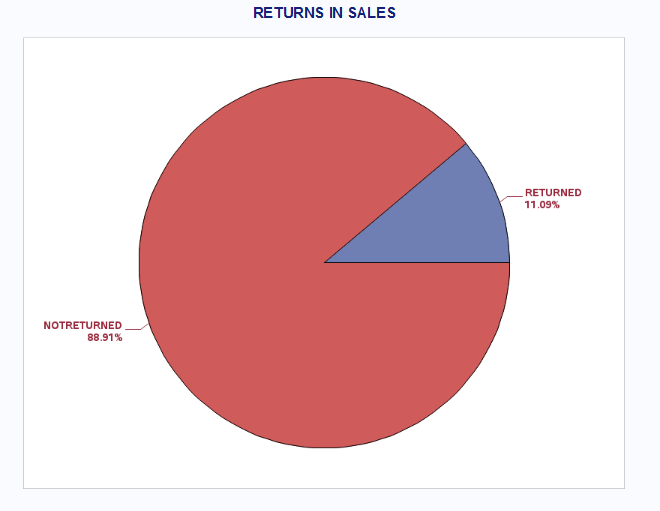 RETURNS IN SALES
RETURNED
11.09%
NOTRETURNED
88.91%